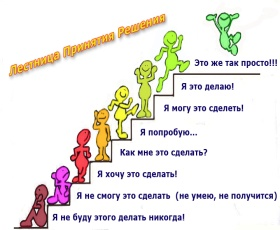 Лестница Принятия Решения
Это же так просто!!!
Я это делаю!
Я могу это сделеть!
Я попробую...
Как мне это сделать?
Я хочу это сделать!
Я не смогу это сделать (не умею, не получится)
Я не буду этого делать никогда!